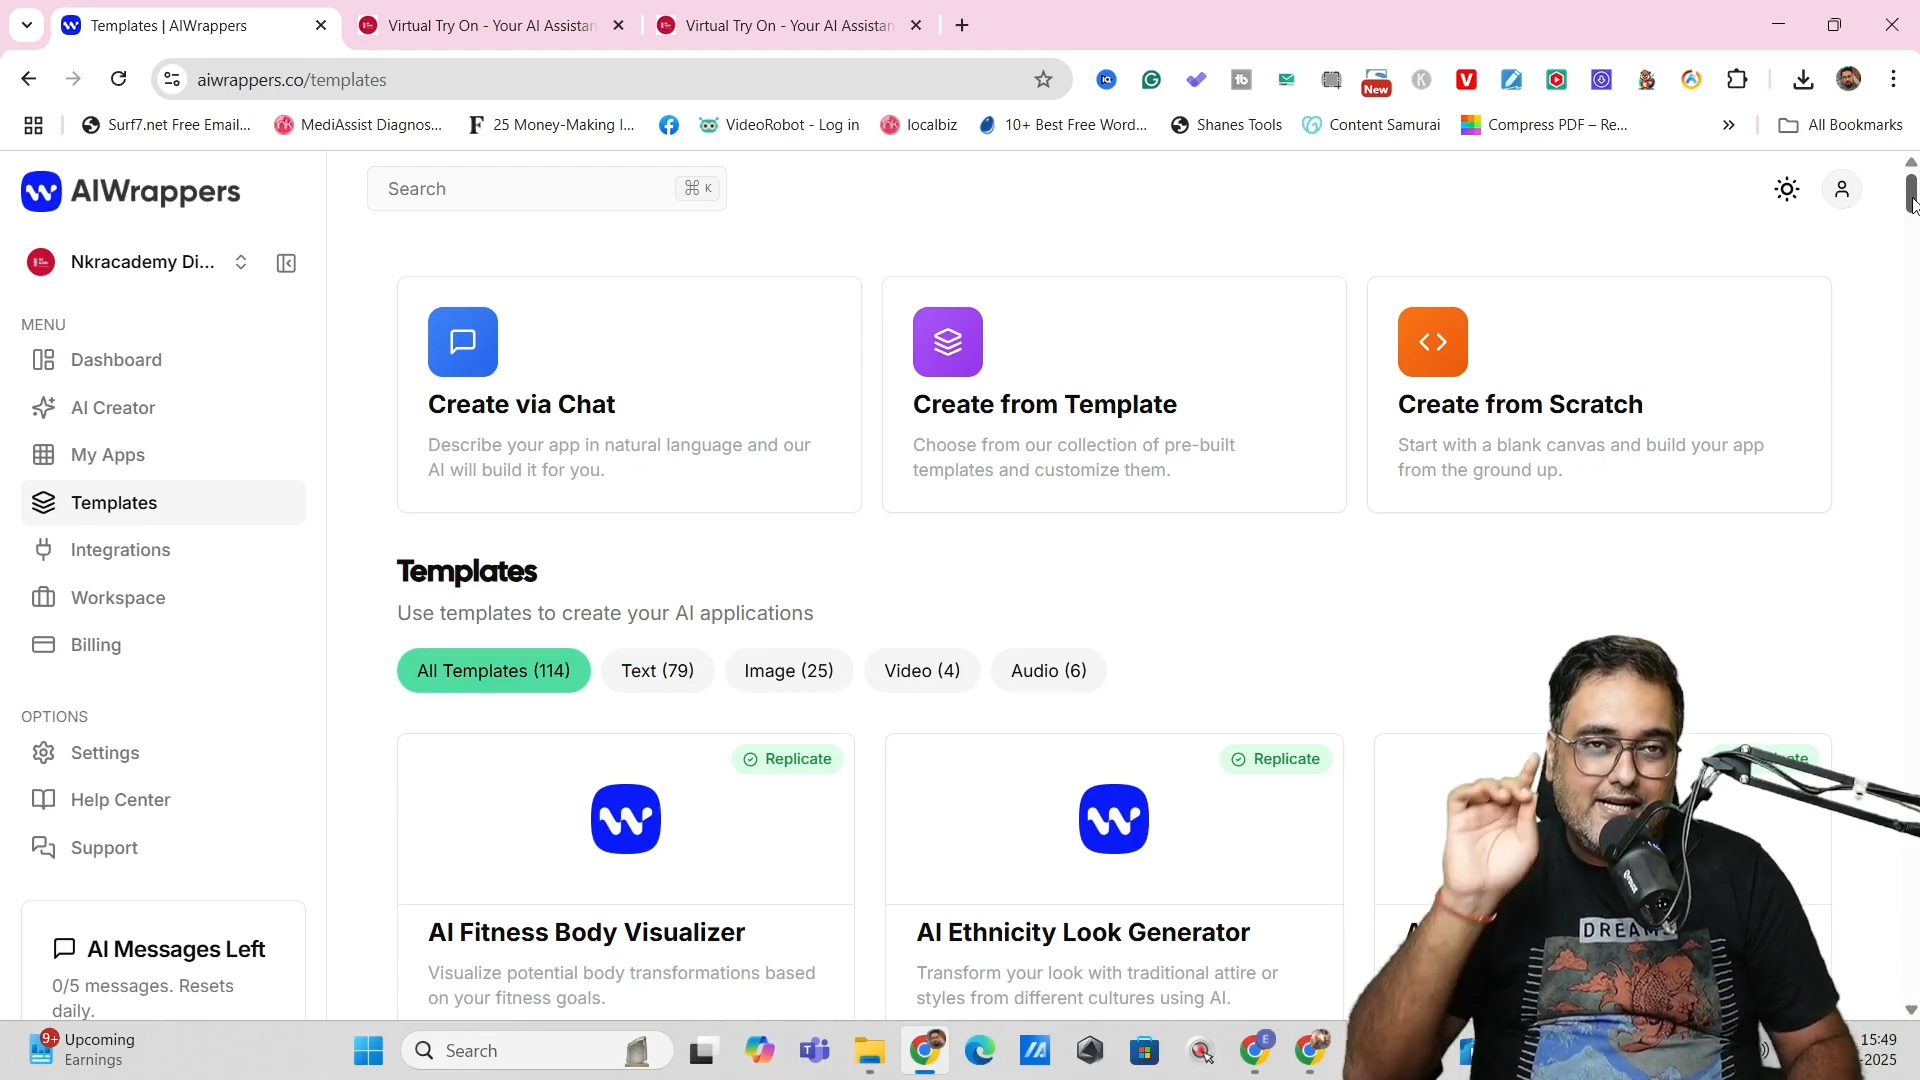 Templates | AIWrappers
Virtual Try On - Your AI Assistan
Virtual Try On - Your AI Assistan
aiwrappers.co/templates
New
Surf7.net Free Email...
MediAssist Diagnos...
25 Money-Making I...
VideoRobot - Log in
localbiz
10+ Best Free Word...
Shanes Tools
Content Samurai
Compress PDF – Re...
All Bookmarks
AIWrappers
Search
⌘ K
Nkracademy Di...
MENU
Dashboard
AI Creator
My Apps
Templates
Integrations
Workspace
Billing
OPTIONS
Settings
Help Center
Support
AI Messages Left
0/5 messages. Resets
daily.
Create via Chat
Describe your app in natural language and our
AI will build it for you.
Create from Template
Choose from our collection of pre-built
templates and customize them.
Create from Scratch
Start with a blank canvas and build your app
from the ground up.
Templates
Use templates to create your AI applications
All Templates (114)
Text (79)
Image (25)
Video (4)
Audio (6)
Replicate
AI Fitness Body Visualizer
Visualize potential body transformations based
on your fitness goals.
Replicate
AI Ethnicity Look Generator
Transform your look with traditional attire or
styles from different cultures using AI.
9+
Upcoming
Earnings
Search
15:49
-2025